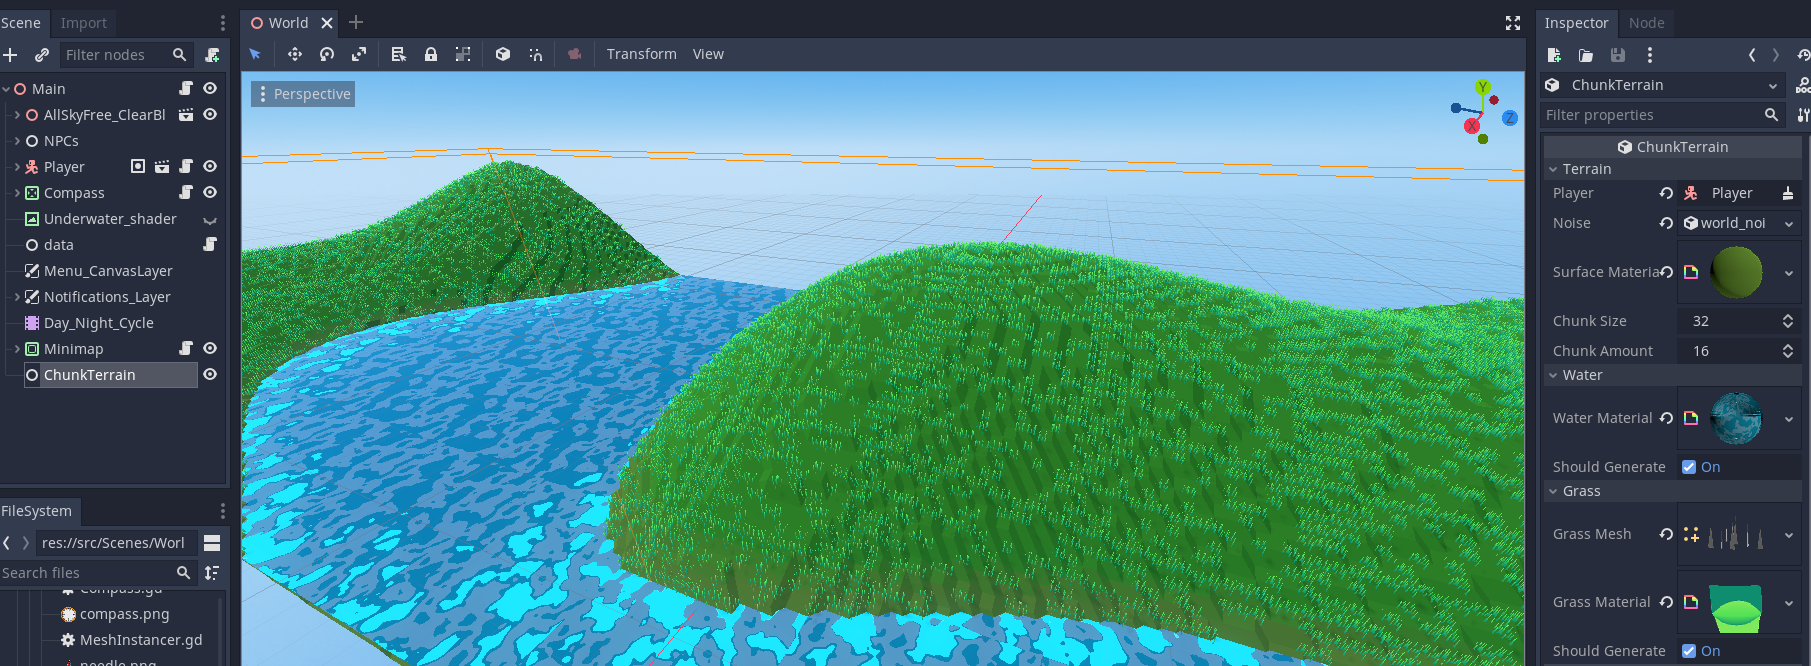 Scene Import
Filter nodes
Main
AllSkyFree_ClearBl
NPCs
Player
Compass
Underwater_shader
data
Menu_CanvasLayer
Notifications_Layer
Day_Night_Cycle
Minimap
ChunkTerrain
FileSystem
res://src/Scenes/Worl
Search files
Compass.gd
compass.png
MeshInstancer.gd
needle.png
World
Transform View
Perspective
Y
X
Z
Inspector Node
ChunkTerrain
Filter properties
ChunkTerrain
Terrain
Player Player
Noise world_noi
Surface Materia
Chunk Size 32
Chunk Amount 16
Water
Water Material
Should Generate On
Grass
Grass Mesh
Grass Material
Should Generate On